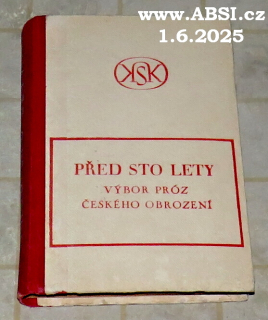 www.ABSI.cz
1.6.2025
KSK
PŘED STO LETY
VÝBOR PRÓZ
ČESKÉHO OBROZENÍ